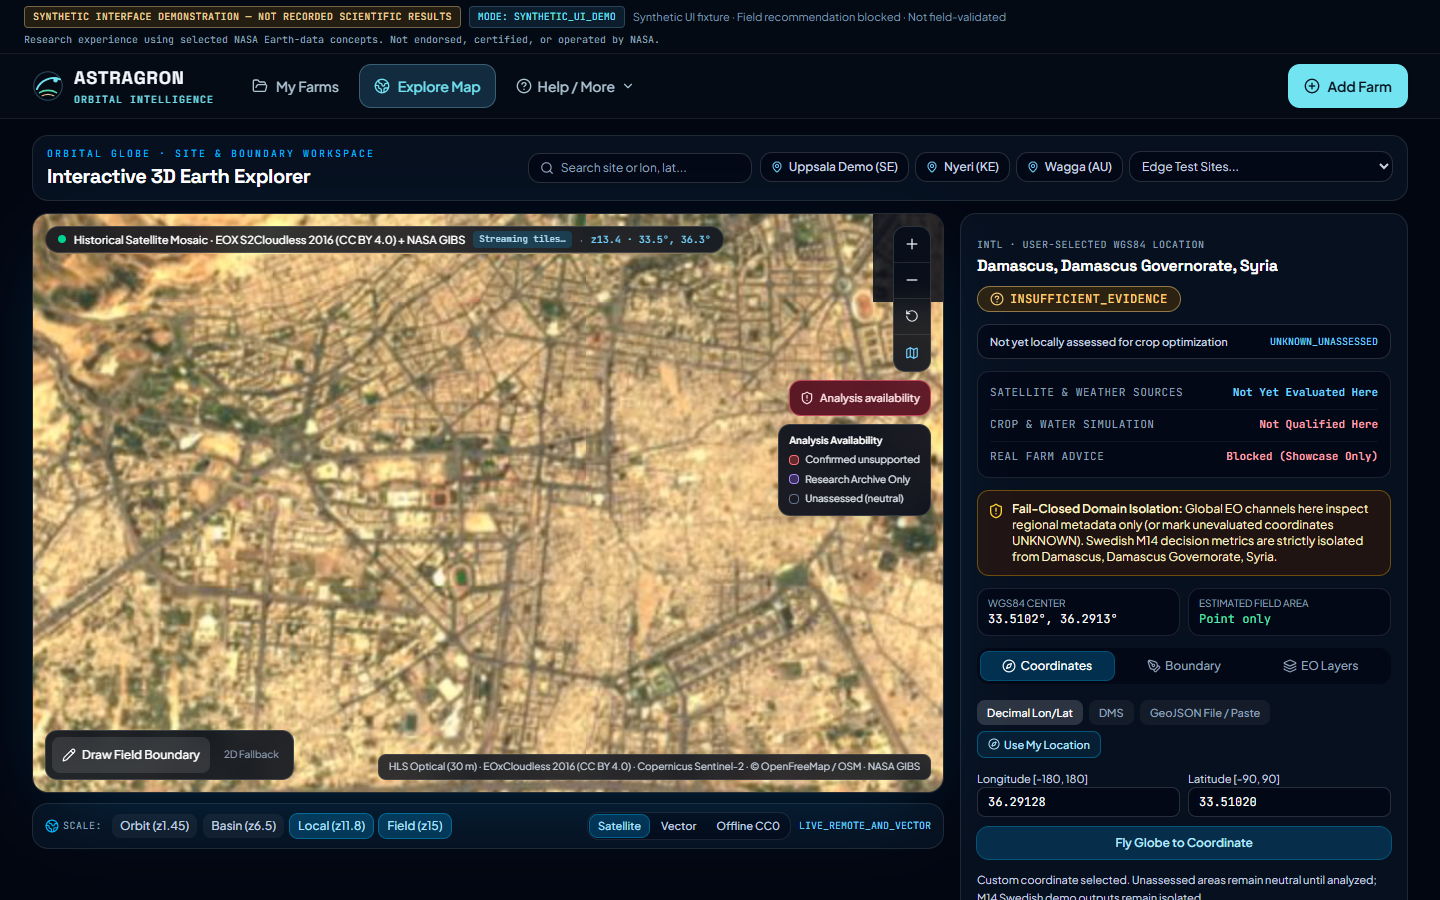 SYNTHETIC INTERFACE DEMONSTRATION — NOT RECORDED SCIENTIFIC RESULTS
MODE: SYNTHETIC_UI_DEMO
Synthetic UI fixture · Field recommendation blocked · Not field-validated
Research experience using selected NASA Earth-data concepts. Not endorsed, certified, or operated by NASA.
ASTRAGRON
ORBITAL INTELLIGENCE
My Farms
Explore Map
Help / More
Add Farm
ORBITAL GLOBE · SITE & BOUNDARY WORKSPACE
Interactive 3D Earth Explorer
Search site or lon, lat...
Uppsala Demo (SE)
Nyeri (KE)
Wagga (AU)
Edge Test Sites...
Historical Satellite Mosaic · EOX S2Cloudless 2016 (CC BY 4.0) + NASA GIBS
Streaming tiles…
· z13.4 · 33.5°, 36.3°
Analysis availability
Analysis Availability
Confirmed unsupported
Research Archive Only
Unassessed (neutral)
Draw Field Boundary
2D Fallback
HLS Optical (30 m) · EOxCloudless 2016 (CC BY 4.0) · Copernicus Sentinel-2 · © OpenFreeMap / OSM · NASA GIBS
SCALE:
Orbit (z1.45)
Basin (z6.5)
Local (z11.8)
Field (z15)
Satellite
Vector
Offline CC0
LIVE_REMOTE_AND_VECTOR
INTL · USER-SELECTED WGS84 LOCATION
Damascus, Damascus Governorate, Syria
INSUFFICIENT_EVIDENCE
Not yet locally assessed for crop optimization
UNKNOWN_UNASSESSED
SATELLITE & WEATHER SOURCES
Not Yet Evaluated Here
CROP & WATER SIMULATION
Not Qualified Here
REAL FARM ADVICE
Blocked (Showcase Only)
Fail-Closed Domain Isolation: Global EO channels here inspect
regional metadata only (or mark unevaluated coordinates
UNKNOWN). Swedish M14 decision metrics are strictly isolated
from Damascus, Damascus Governorate, Syria.
WGS84 CENTER
33.5102°, 36.2913°
ESTIMATED FIELD AREA
Point only
Coordinates
Boundary
EO Layers
Decimal Lon/Lat
DMS
GeoJSON File / Paste
Use My Location
Longitude [-180, 180]
36.29128
Latitude [-90, 90]
33.51020
Fly Globe to Coordinate
Custom coordinate selected. Unassessed areas remain neutral until analyzed;
M14 Swedish demo outputs remain isolated.